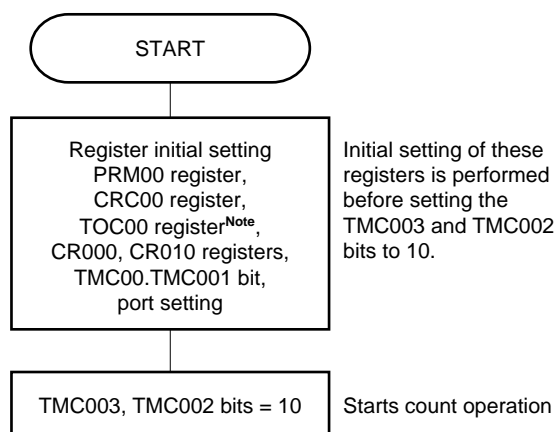 START
Register initial setting
PRM00 register,
CRC00 register,
TOC00 registerNote,
CR000, CR010 registers,
TMC00.TMC001 bit,
port setting
Initial setting of these
registers is performed
before setting the
TMC003 and TMC002
bits to 10.
TMC003, TMC002 bits = 10
Starts count operation